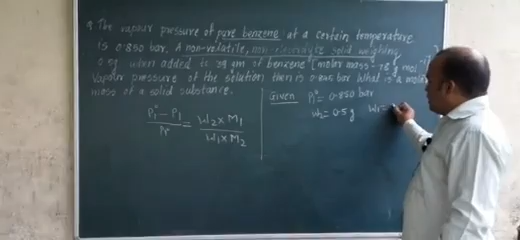 The vapour pressure of pure benzene at a certain temperature
is 0.850 bar. A non-volatile, non-electrolyte solid weighing
0.5g when added to 39 gm of benzene (molar mass = 78 g mol⁻¹)
Vapour pressure of the solution then is 0.845 bar. What is a molar
mass of a solid substance.
Given P₁° = 0.850 bar
W₂ = 0.5 g W₁ =
P₁° - P₁ / P₁° = W₂ × M₁ / W₁ × M₂